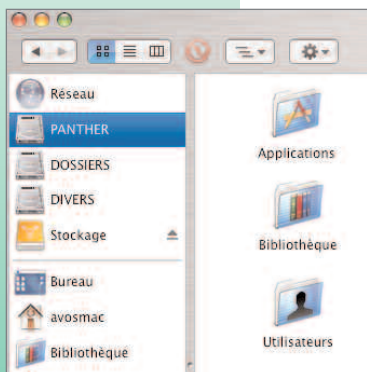 Réseau
PANTHER
DOSSIERS
DIVERS
Stockage
Bureau
avosmac
Bibliothèque
Applications
Bibliothèque
Utilisateurs